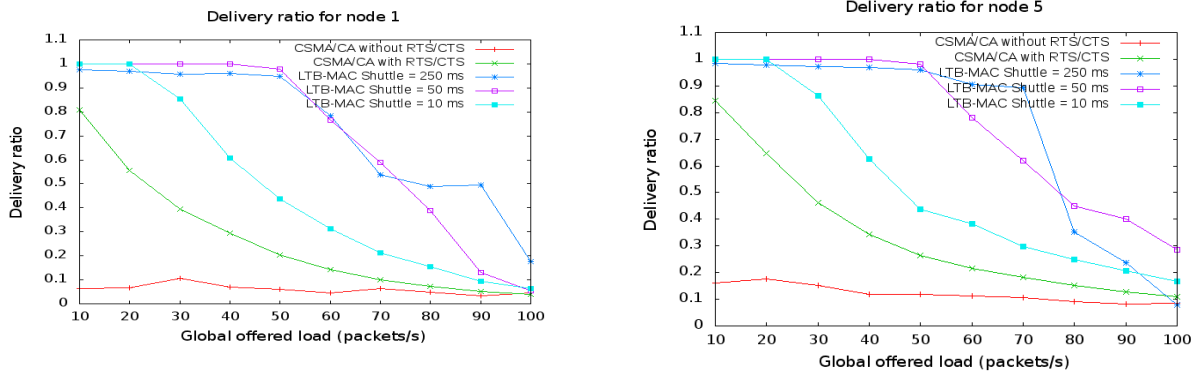 Delivery ratio for node 1
1.1
1
0.9
0.8
0.7
0.6
0.5
0.4
0.3
0.2
0.1
0
10 20 30 40 50 60 70 80 90 100
Delivery ratio
Global offered load (packets/s)
CSMA/CA without RTS/CTS
CSMA/CA with RTS/CTS
LTB-MAC Shuttle = 250 ms
LTB-MAC Shuttle = 50 ms
LTB-MAC Shuttle = 10 ms
Delivery ratio for node 5
1.1
1
0.9
0.8
0.7
0.6
0.5
0.4
0.3
0.2
0.1
0
10 20 30 40 50 60 70 80 90 100
Delivery ratio
Global offered load (packets/s)
CSMA/CA without RTS/CTS
CSMA/CA with RTS/CTS
LTB-MAC Shuttle = 250 ms
LTB-MAC Shuttle = 50 ms
LTB-MAC Shuttle = 10 ms